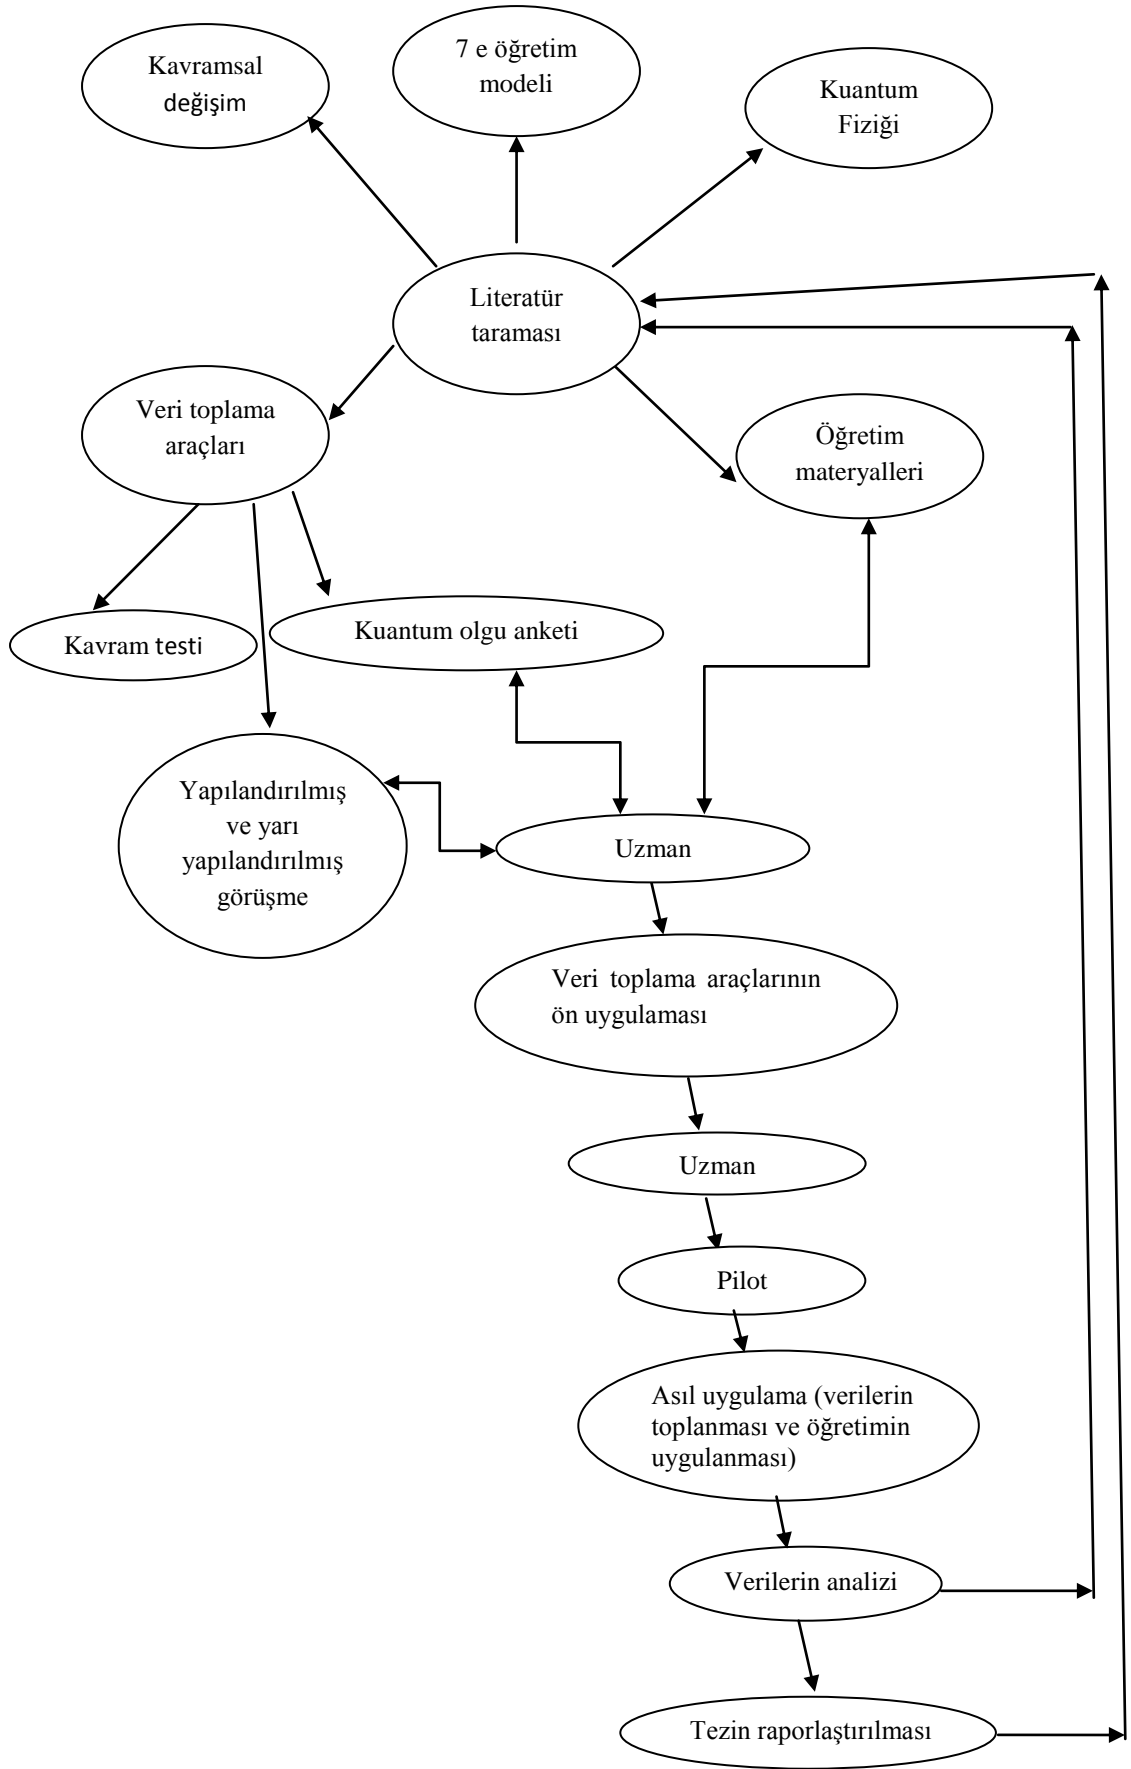 Kavramsal
değişim
7 e öğretim
modeli
Kuantum
Fiziği
Literatür
taraması
Veri toplama
araçları
Öğretim
materyalleri
Kavram testi
Kuantum olgu anketi
Yapılandırılmış
ve yarı
yapılandırılmış
görüşme
Uzman
Veri toplama araçlarının
ön uygulaması
Uzman
Pilot
Asıl uygulama (verilerin
toplanması ve öğretimin
uygulanması)
Verilerin analizi
Tezin raporlaştırılması